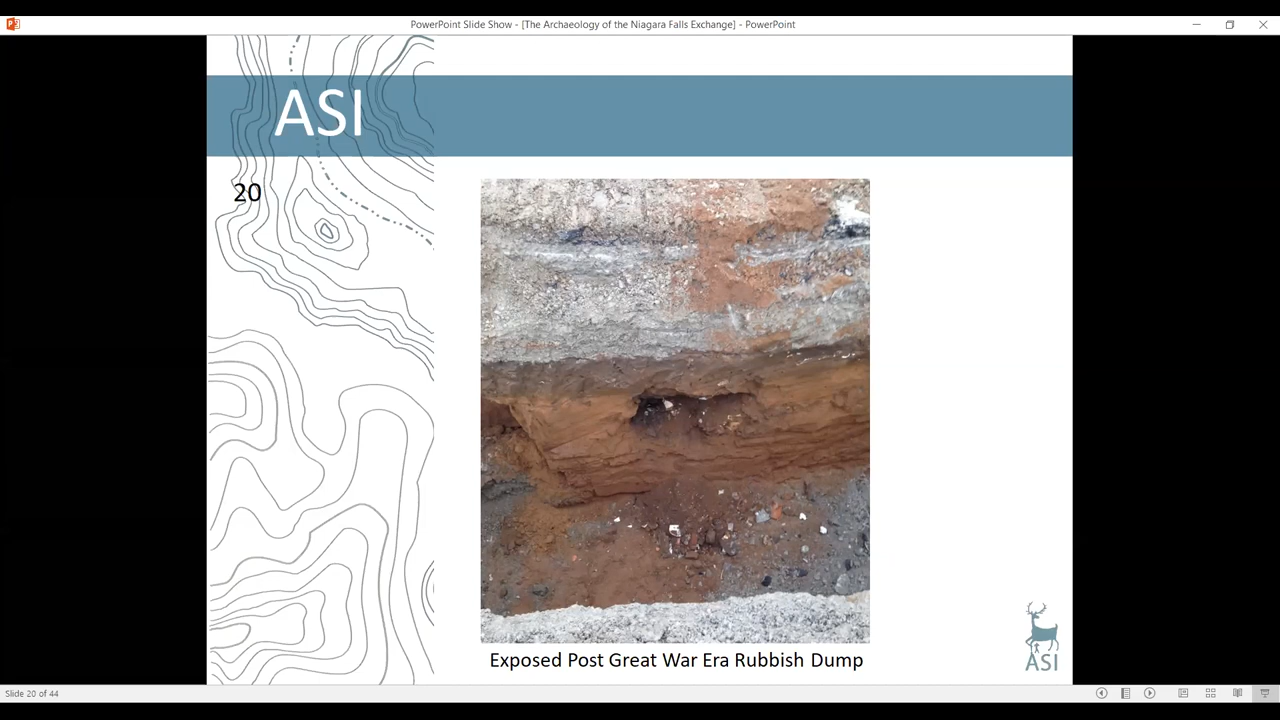 PowerPoint Slide Show - [The Archaeology of the Niagara Falls Exchange] - PowerPoint
ASI
20
Exposed Post Great War Era Rubbish Dump
ASI
Slide 20 of 44